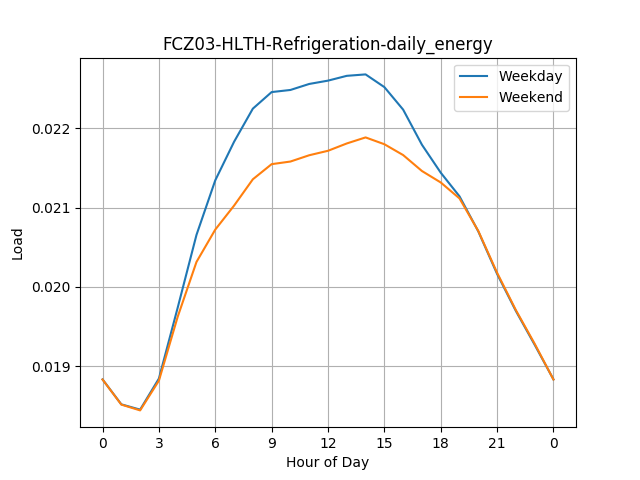 FCZ03-HLTH-Refrigeration-daily_energy
Weekday
Weekend
Load
0.022
0.021
0.020
0.019
0 3 6 9 12 15 18 21 0
Hour of Day